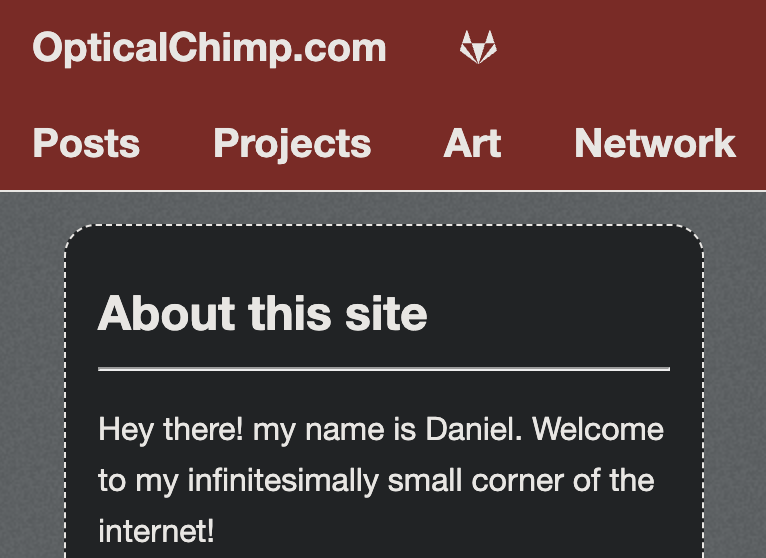 OpticalChimp.com
Posts Projects Art Network
About this site
Hey there! my name is Daniel. Welcome
to my infinitesimally small corner of the
internet!